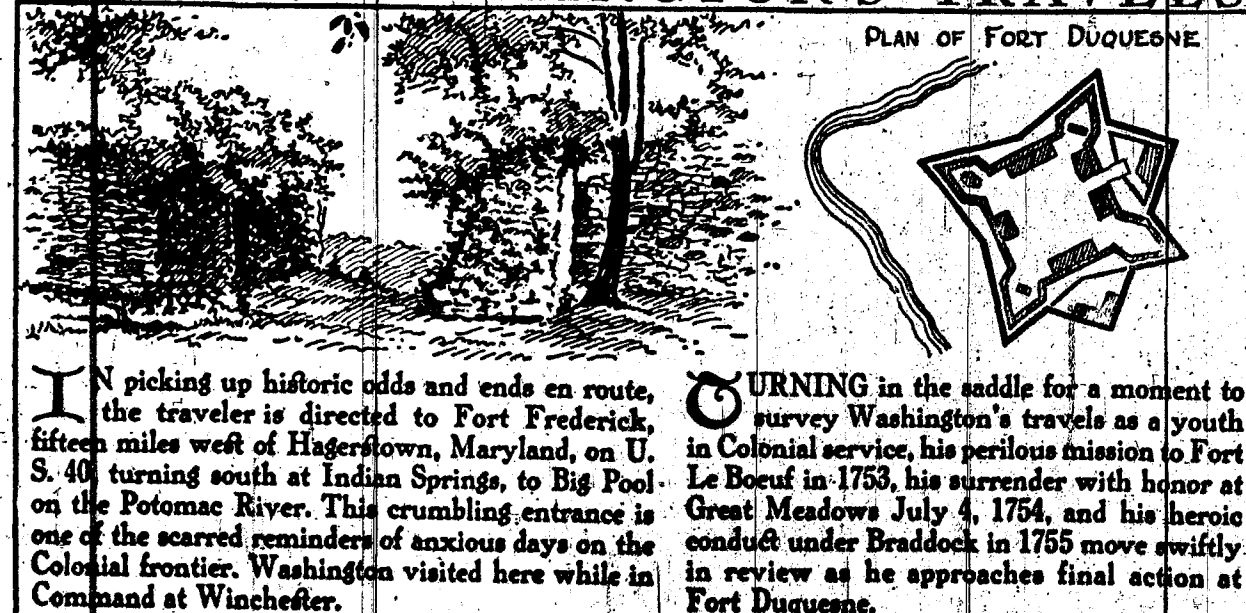 TRAVELS
PLAN OF FORT DUQUESNE
IN picking up historic odds and ends en route,
the traveler is directed to Fort Frederick,
fifteen miles west of Hagerstown, Maryland, on U.
S. 40, turning south at Indian Springs, to Big Pool
on the Potomac River. This crumbling entrance is
one of the scarred reminders of anxious days on the
Colonial frontier. Washington visited here while in
Command at Winchester.
TURNING in the saddle for a moment to
survey Washington's travels as a youth
in Colonial service, his perilous mission to Fort
Le Boeuf in 1753, his surrender with honor at
Great Meadows July 4, 1754, and his heroic
conduct under Braddock in 1755 move swiftly
in review as he approaches final action at
Fort Duquesne.